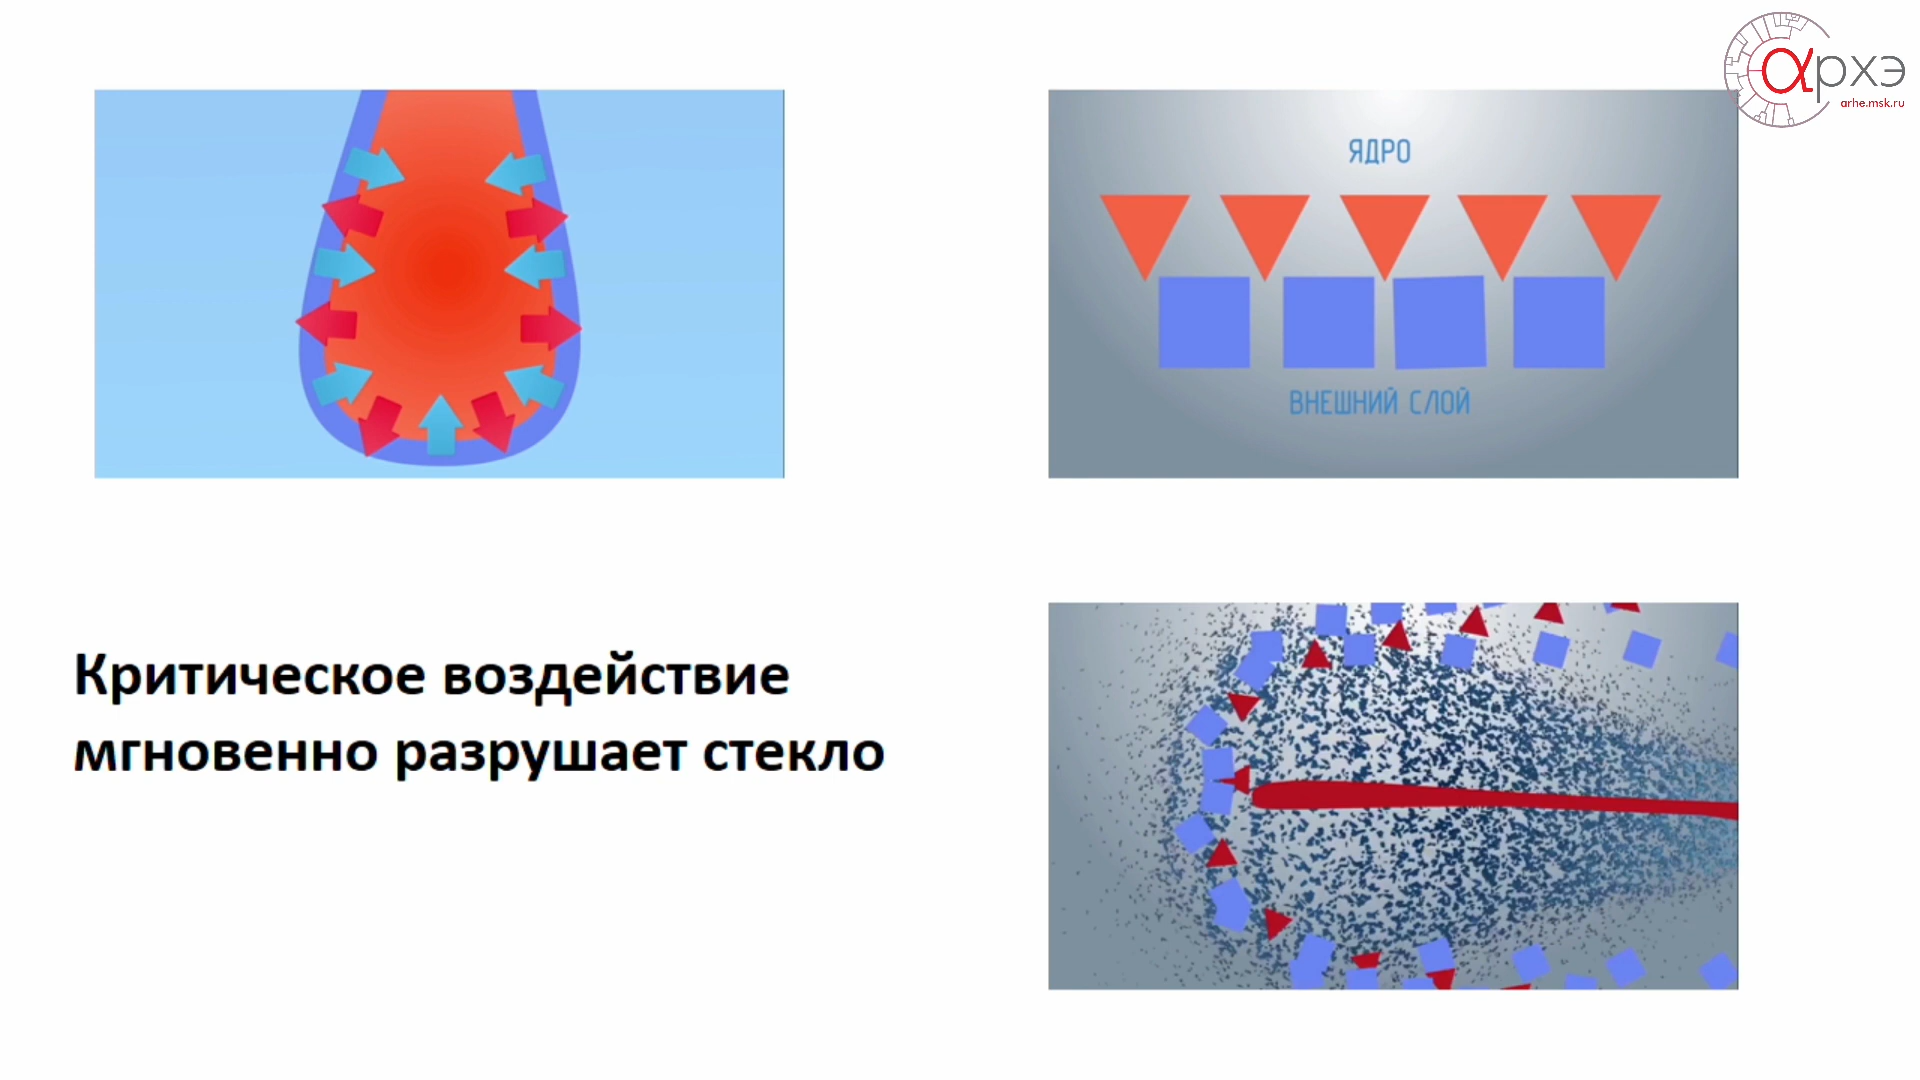 αрхэ
arhe.msk.ru
ЯДРО
ВНЕШНИЙ СЛОЙ
Критическое воздействие
мгновенно разрушает стекло